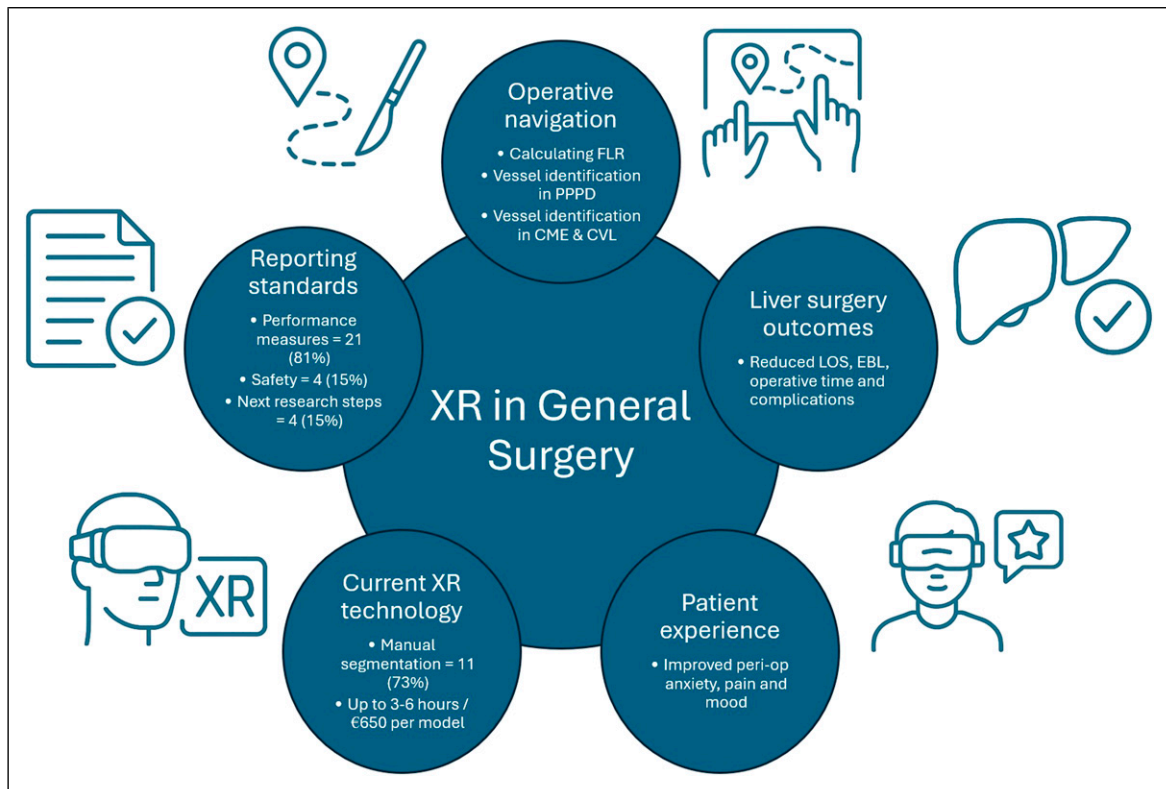 Operative
navigation
• Calculating FLR
• Vessel identification
in PPPD
• Vessel identification
in CME & CVL
Reporting
standards
• Performance
measures = 21
(81%)
• Safety = 4 (15%)
• Next research steps
= 4 (15%)
Liver surgery
outcomes
• Reduced LOS, EBL,
operative time and
complications
XR in General
Surgery
XR
Current XR
technology
• Manual
segmentation = 11
(73%)
• Up to 3-6 hours /
€650 per model
Patient
experience
• Improved peri-op
anxiety, pain and
mood